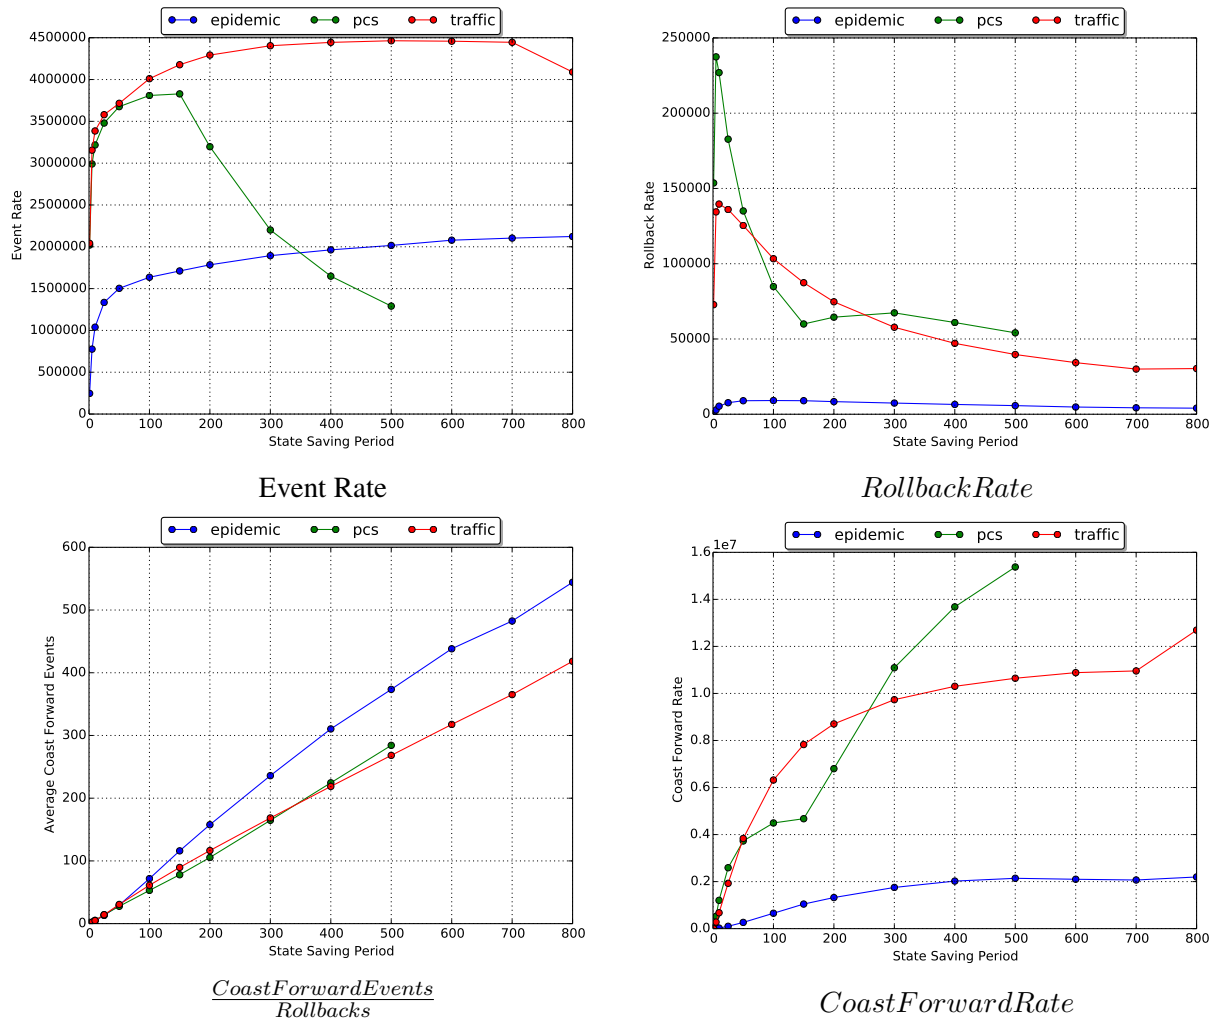 epidemic pcs traffic
4500000
4000000
3500000
3000000
2500000
2000000
1500000
1000000
500000
0
Event Rate
0 100 200 300 400 500 600 700 800
State Saving Period
Event Rate
epidemic pcs traffic
250000
200000
150000
100000
50000
0
Rollback Rate
0 100 200 300 400 500 600 700 800
State Saving Period
RollbackRate
epidemic pcs traffic
600
500
400
300
200
100
0
Average Coast Forward Events
0 100 200 300 400 500 600 700 800
State Saving Period
CoastForwardEvents
Rollbacks
epidemic pcs traffic
1e7
1.6
1.4
1.2
1.0
0.8
0.6
0.4
0.2
0.0
Coast Forward Rate
0 100 200 300 400 500 600 700 800
State Saving Period
CoastForwardRate